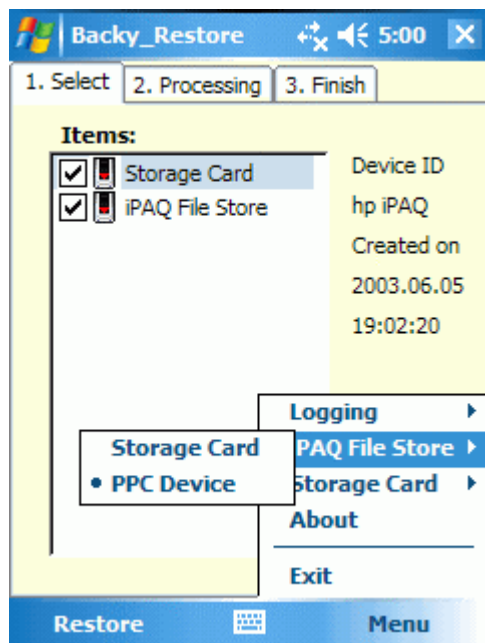 Backy_Restore 5:00
1. Select 2. Processing 3. Finish
Items:
Storage Card
iPAQ File Store
Device ID
hp iPAQ
Created on
2003.06.05
19:02:20
Logging
PAQ File Store
Storage Card
About
Exit
Storage Card
PPC Device
Restore Menu